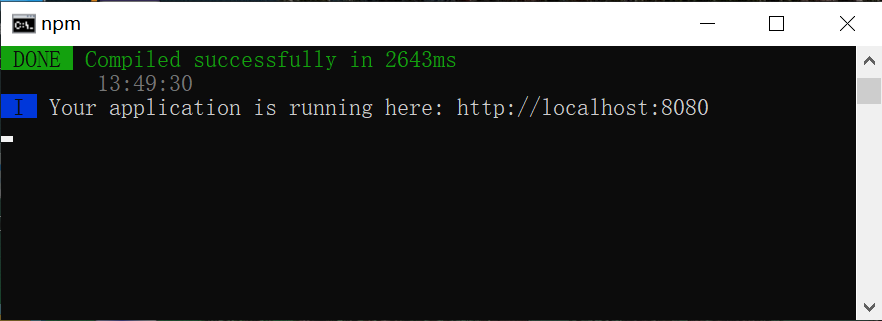 npm
DONE Compiled successfully in 2643ms
13:49:30
I Your application is running here: http://localhost:8080